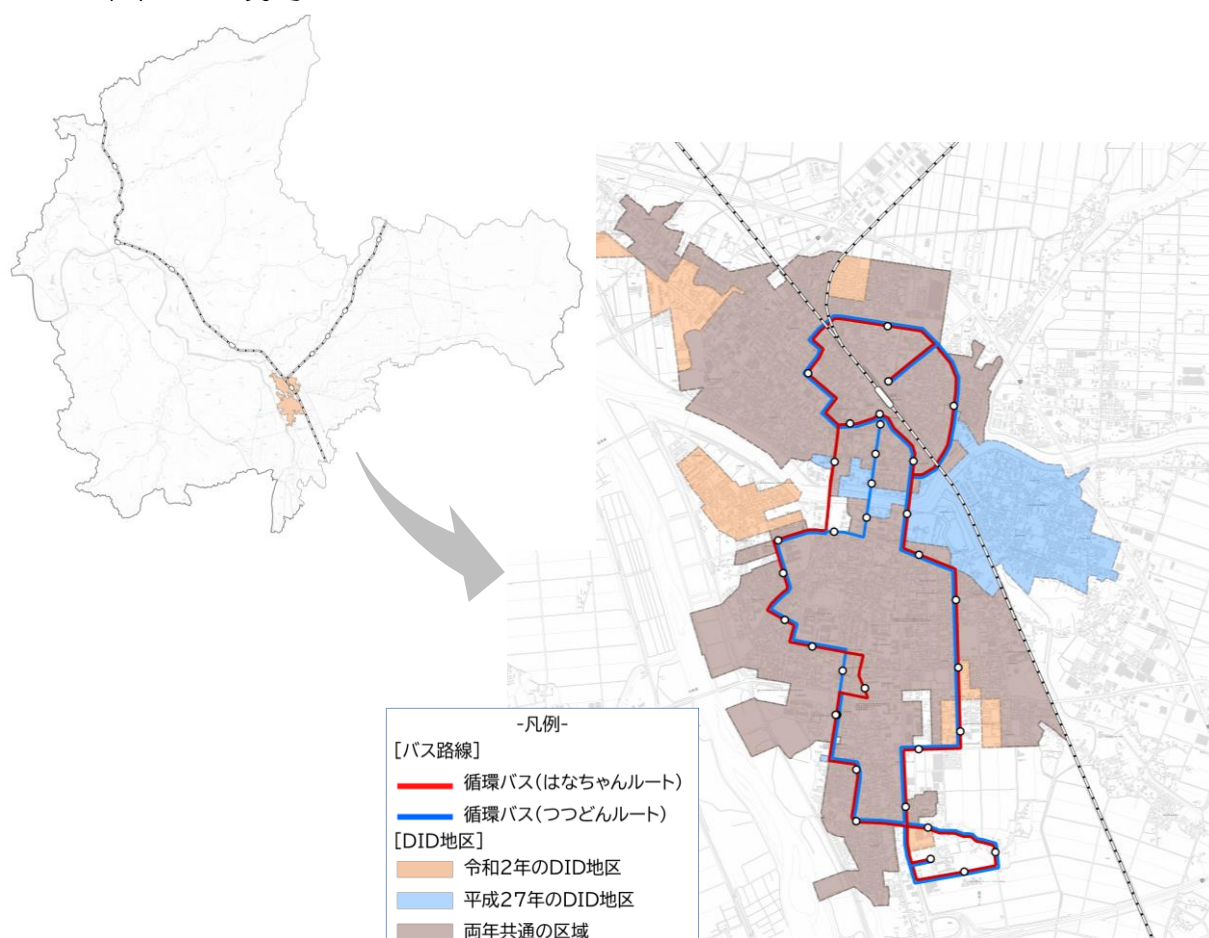 -凡例-
[バス路線]
循環バス(はなちゃんルート)
循環バス(つつどんルート)
[DID地区]
令和2年のDID地区
平成27年のDID地区
両年共通の区域